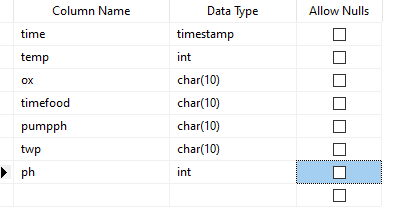 Column Name Data Type Allow Nulls
time timestamp
temp int
ox char(10)
timefood char(10)
pumpph char(10)
twp char(10)
ph int